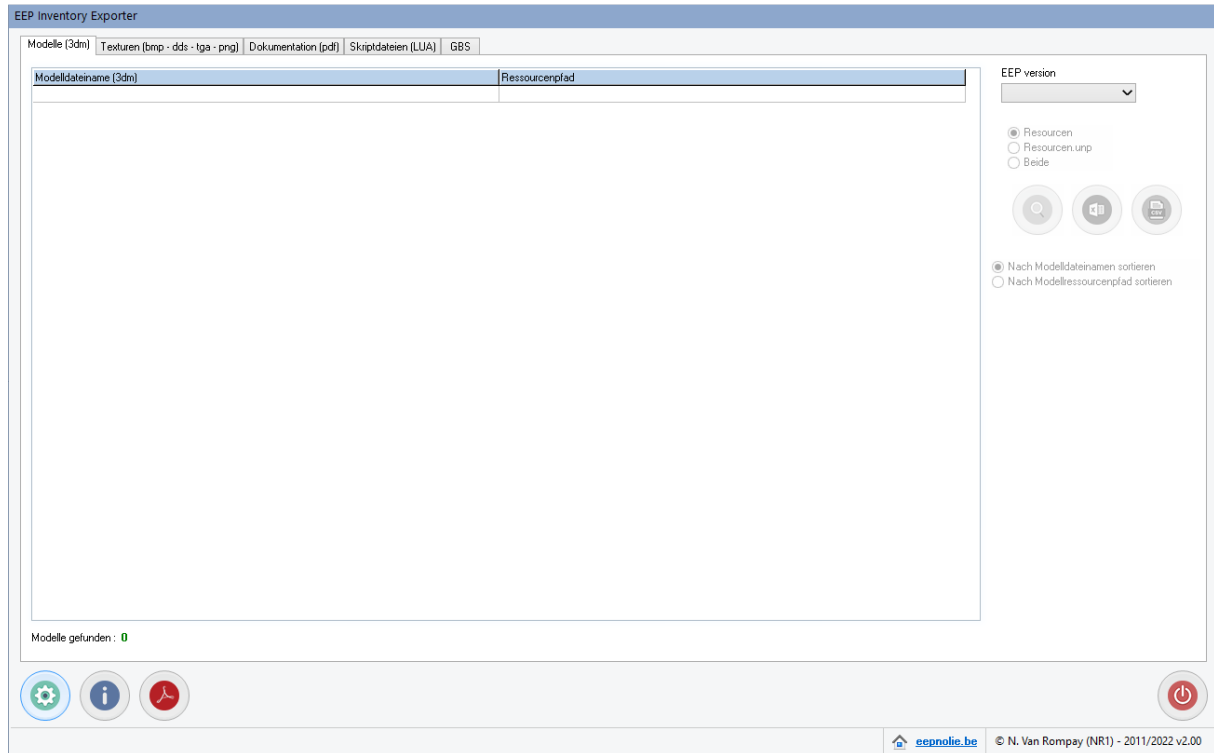 EEP Inventory Exporter
Modelle (3dm) Texturen (bmp - dds - tga - png) Dokumentation (pdf) Skriptdateien (LUA) GBS
Modelldateiname (3dm) Ressourcenpfad
EEP version
Resourcen
Resourcen.unp
Beide
CSV
Nach Modelldateinamen sortieren
Nach Modellressourcenpfad sortieren
Modelle gefunden : 0
eepnolie.be © N. Van Rompay (NR1) - 2011/2022 v2.00